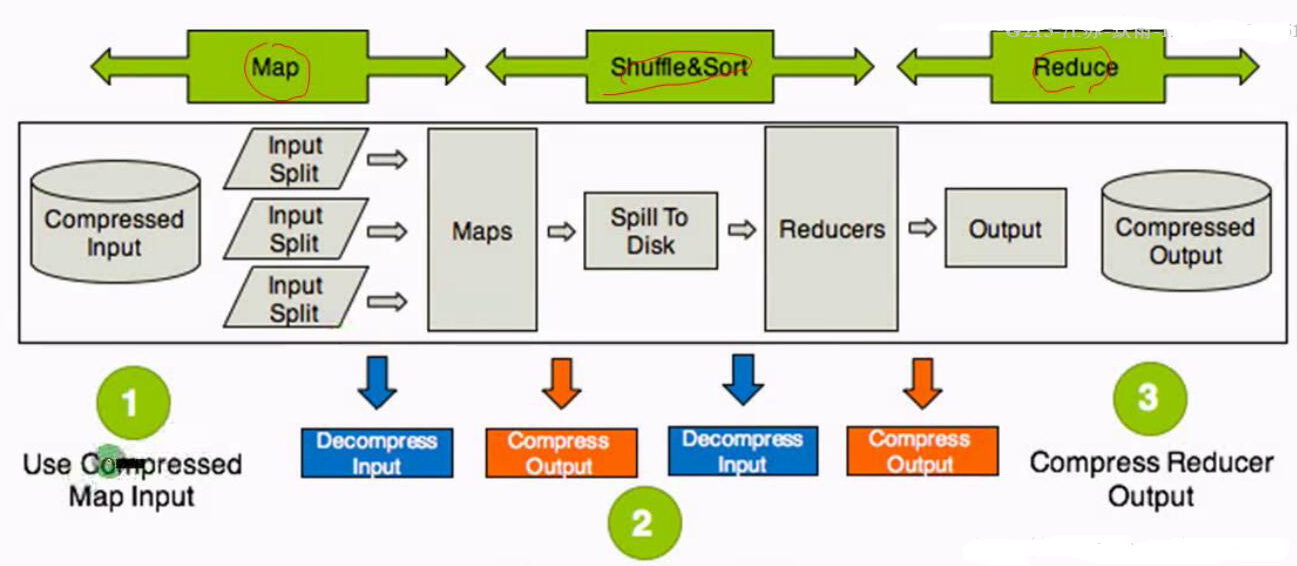 Map
Shuffle&Sort
Reduce
Compressed
Input
Input
Split
Input
Split
Input
Split
Maps
Spill To
Disk
Reducers
Output
Compressed
Output
1
Decompress
Input
Compress
Output
Decompress
Input
Compress
Output
3
Use Compressed
Map Input
2
Compress Reducer
Output